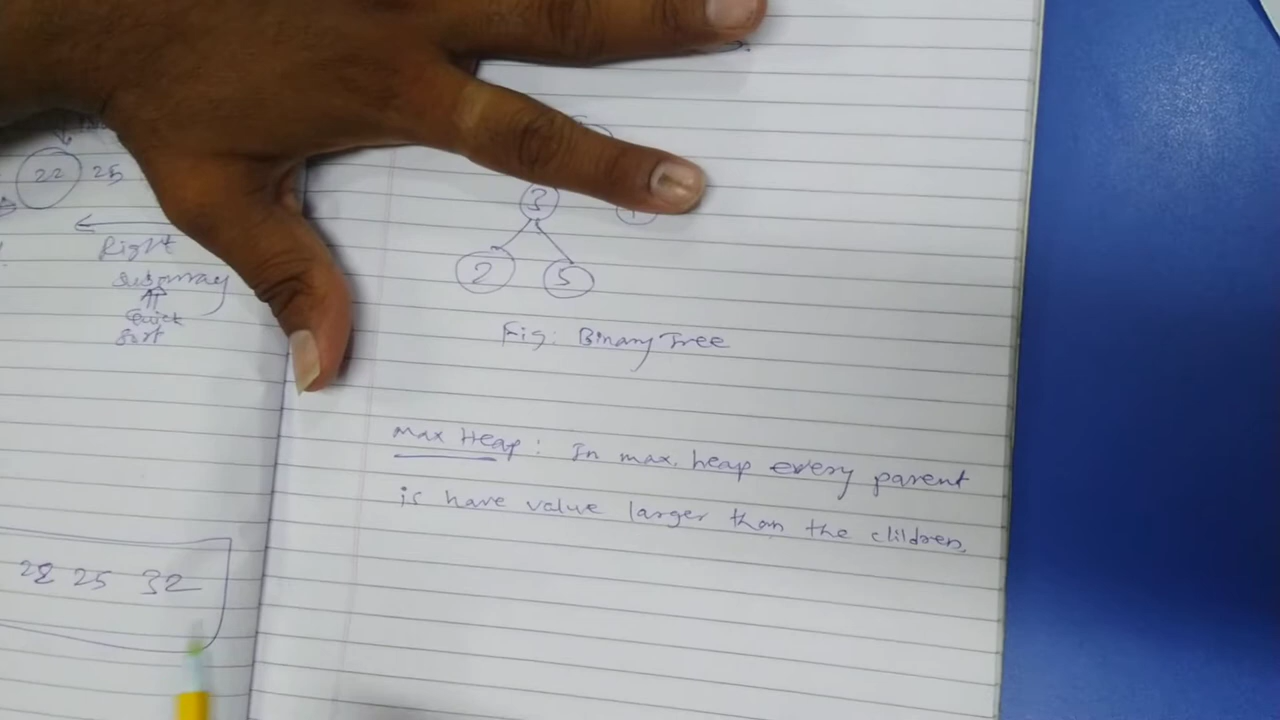 22 25
Right
subarray
Quick
Sort
22 25 32
3
2 5
Fig: Binary Tree
Max Heap: In max. heap every parent
is have value larger than the clildren.